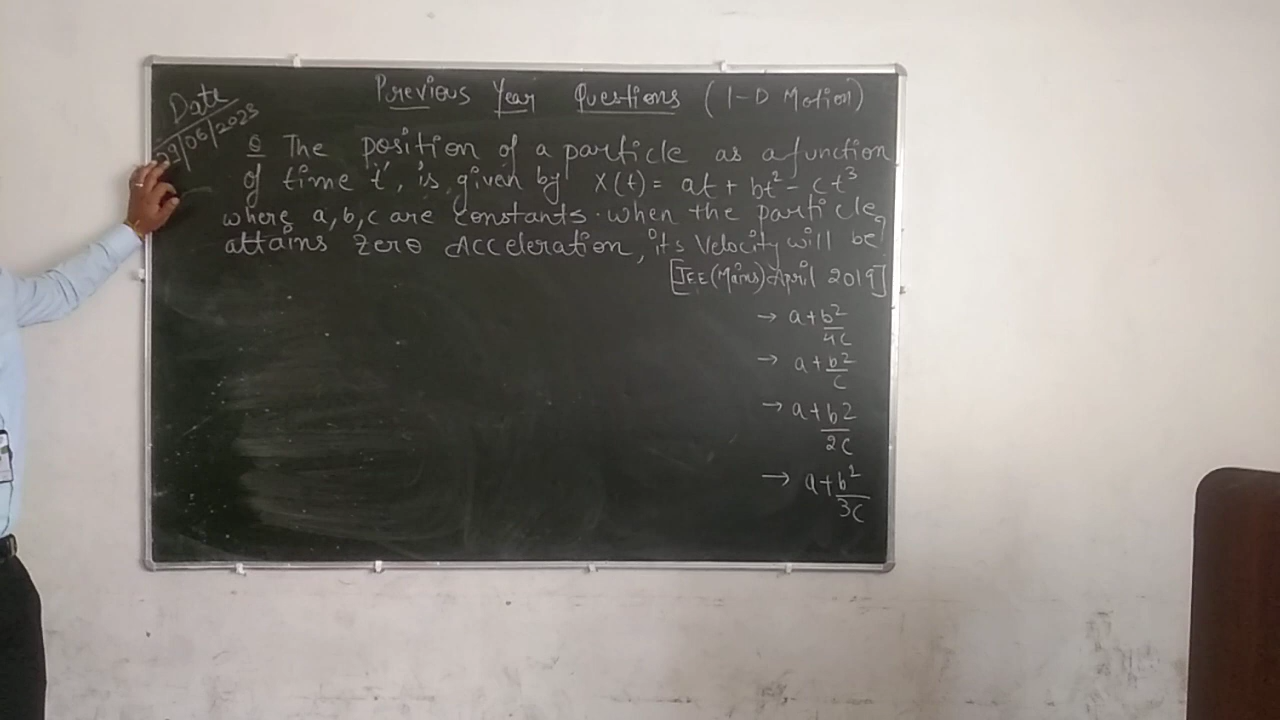 Date
29/06/2023
Previous Year Questions (1-D Motion)
Q The position of a particle as a function
of time 't', is given by x(t) = at + bt² - ct³
where a,b,c are constants. when the particle
attains Zero Acceleration, its Velocity will be?
[JEE (Mains) April 2019]
→ a + b²/4c
→ a + b²/c
→ a + b2/2c
→ a + b²/3c